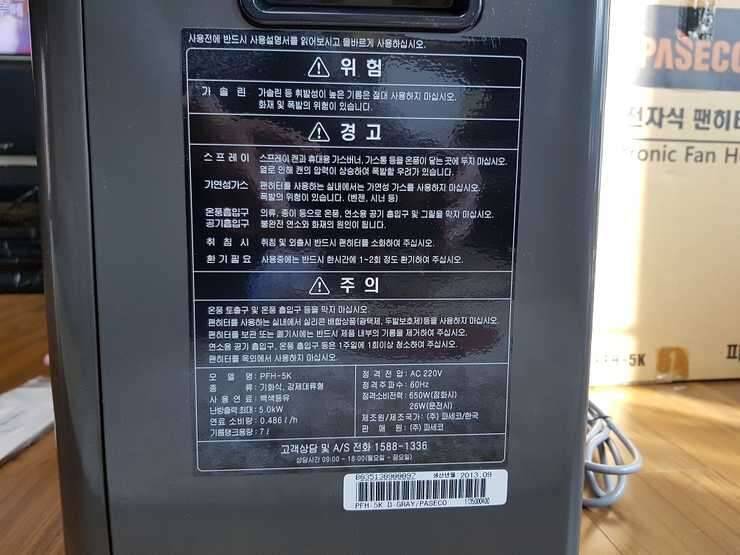 사용전에 반드시 사용설명서를 읽어보시고 올바르게 사용하십시오.
위 험
가 솔 린 가솔린 등 휘발성이 높은 기름은 절대 사용하지 마십시오.
화재 및 폭발의 위험이 있습니다.
경 고
스 프 레 이 스프레이 캔과 휴대용 가스버너, 가스통 등을 온풍이 닿는 곳에 두지 마십시오.
열로 인해 캔의 압력이 상승하여 폭발할 우려가 있습니다.
가연성가스 팬히터를 사용하는 실내에서는 가연성 가스를 사용하지 마십시오.
폭발의 위험이 있습니다. (벤젠, 시너 등)
온풍흡입구 의류, 종이 등으로 온풍, 연소용 공기 흡입구 및 그릴을 막지 마십시오.
공기흡입구 불완전 연소와 화재의 원인이 됩니다.
취 침 시 취침 및 외출시 반드시 팬히터를 소화하여 주십시오.
환 기 필 요 사용중에는 반드시 한시간에 1~2회 정도 환기하여 주십시오.
주 의
온풍 토출구 및 온풍 흡입구 등을 막지 마십시오.
팬히터를 사용하는 실내에서 실리콘 배합상품(광택제, 두발보호제)등을 사용하지 마십시오.
팬히터를 보관 또는 폐기시에는 반드시 제품 내부의 기름을 제거하여 주십시오.
연소용 공기 흡입구, 온풍 흡입구 등은 1주일에 1회이상 청소하여 주십시오.
팬히터를 옥외에서 사용하지 마십시오.
모 델 명 : PFH-5K
종 류 : 기화식, 강제대류형
사 용 연 료 : 백색등유
난방출력 최대 : 5.0kW
연료 소비량 : 0.486ℓ/h
기름탱크용량 : 7ℓ
정 격 전 압 : AC 220V
정격주파수 : 60Hz
정격소비전력 : 650W(점화시)
26W(운전시)
제조원/제조국가 : (주) 파세코/한국
판 매 원 : (주) 파세코
고객상담 및 A/S 전화 1588-1336
상담시간 09:00 ~ 18:00(월요일 - 금요일)
생산년월 : 2013.09
PFH-5K D GRAY/PASECO
PASECO
전자식 팬히터
ronic Fan H
FH-5K